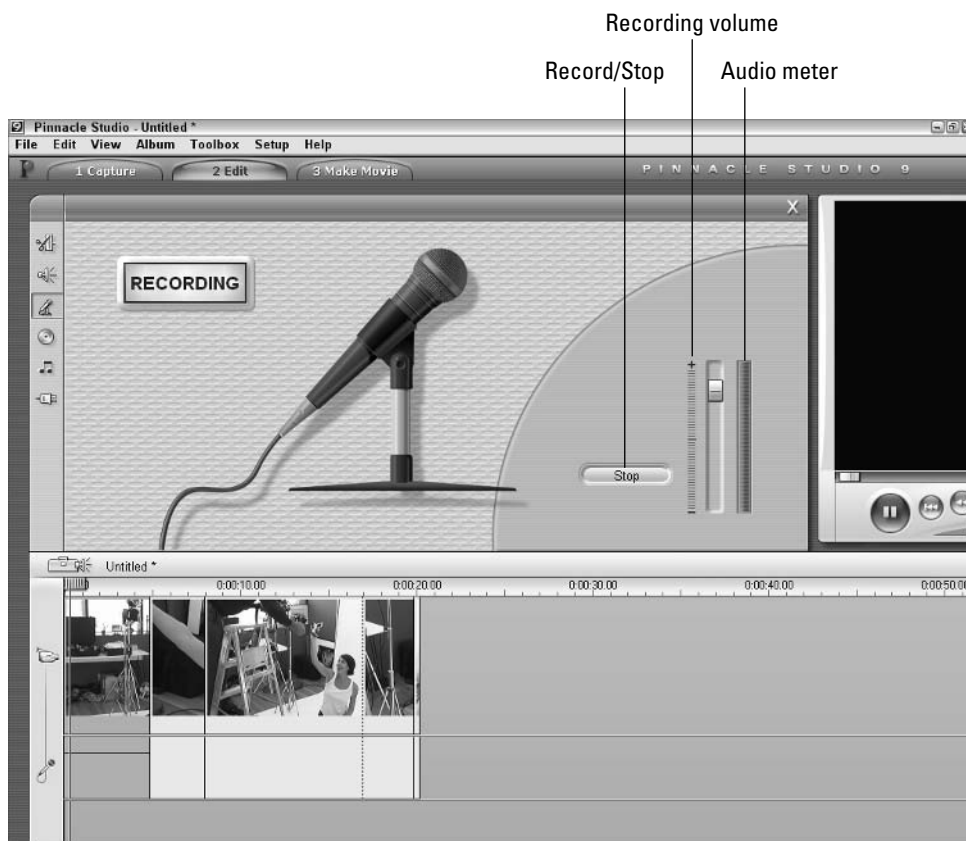 Recording volume
Record/Stop
Audio meter
Pinnacle Studio - Untitled *
File Edit View Album Toolbox Setup Help
1 Capture
2 Edit
3 Make Movie
PINNACLE STUDIO 9
X
RECORDING
+
-
Stop
Untitled *
0:00:10.00 0:00:20.00 0:00:30.00 0:00:40.00 0:00:50.00